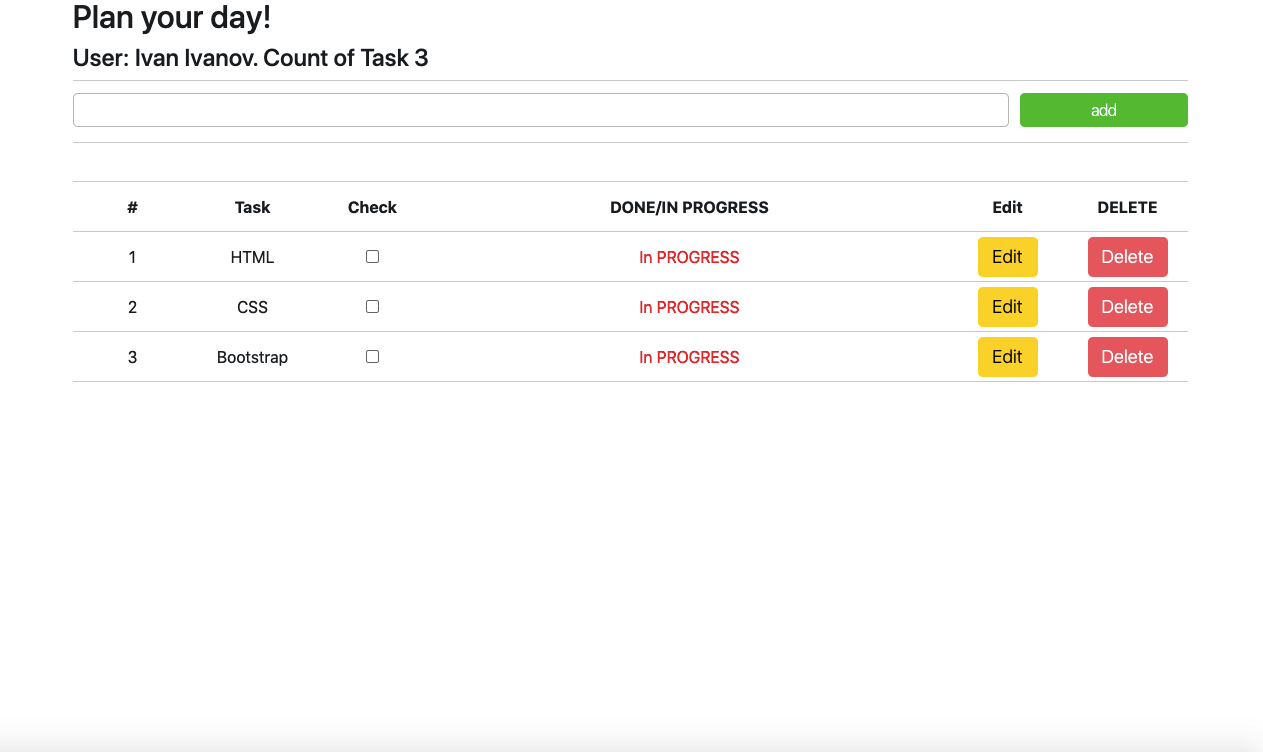 Plan your day!
User: Ivan Ivanov. Count of Task 3
add
# Task Check DONE/IN PROGRESS Edit DELETE
1 HTML In PROGRESS Edit Delete
2 CSS In PROGRESS Edit Delete
3 Bootstrap In PROGRESS Edit Delete